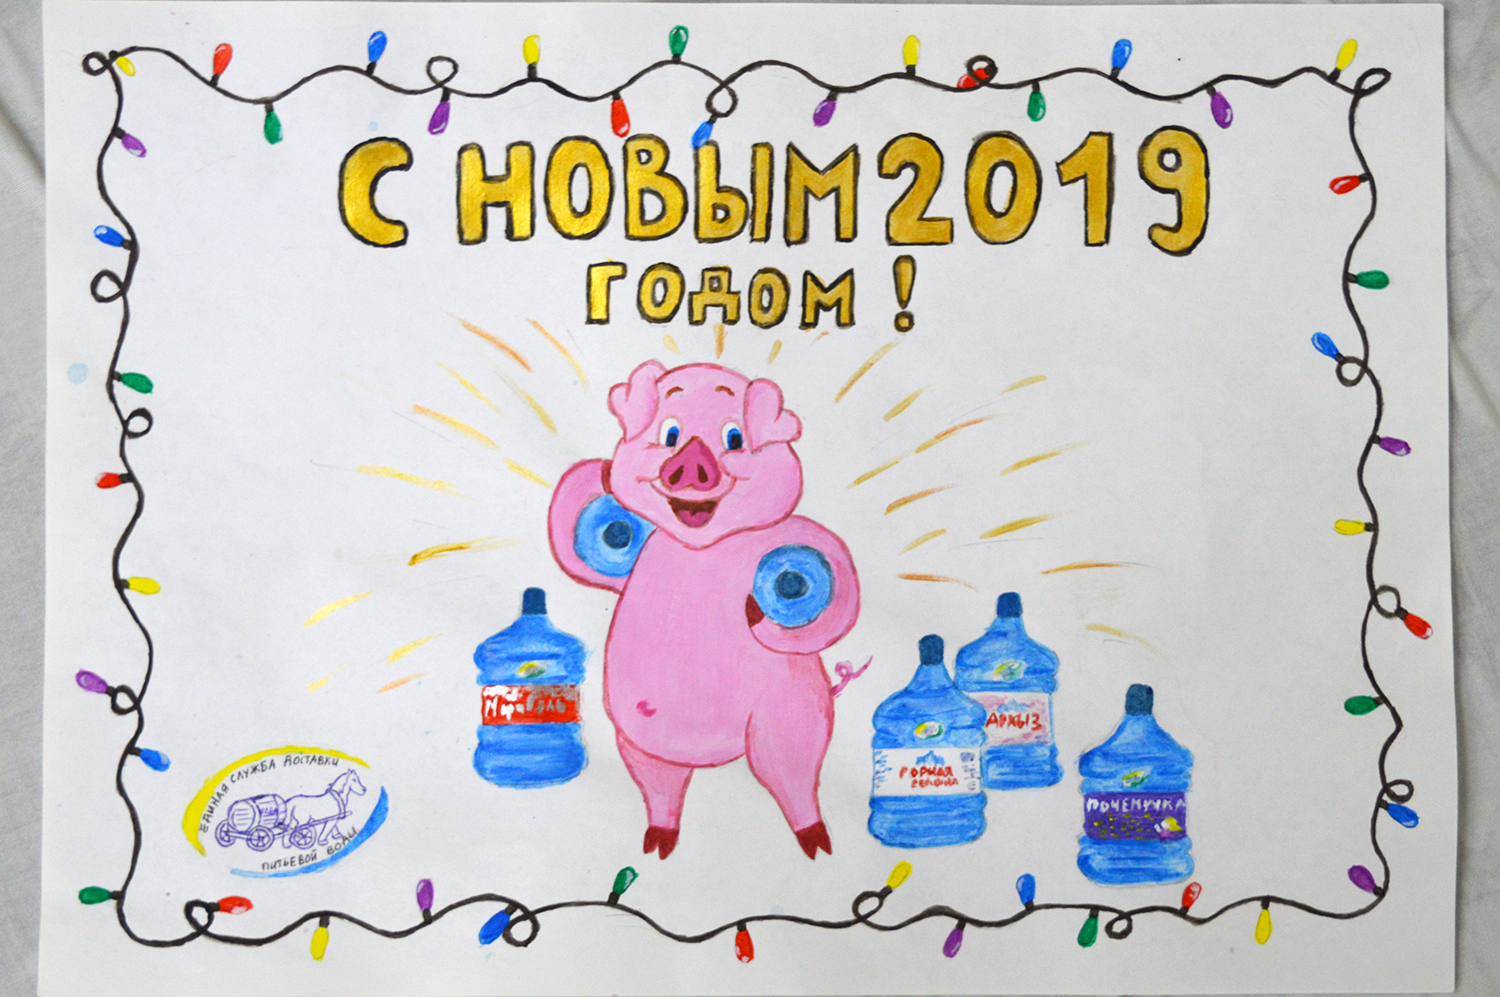 С НОВЫМ 2019
ГОДОМ!
АРХЫЗ
ГОРНАЯ
ПОЧЕМУЧКА
ЕДИНАЯ СЛУЖБА ДОСТАВКИ
ПИТЬЕВОЙ ВОДЫ